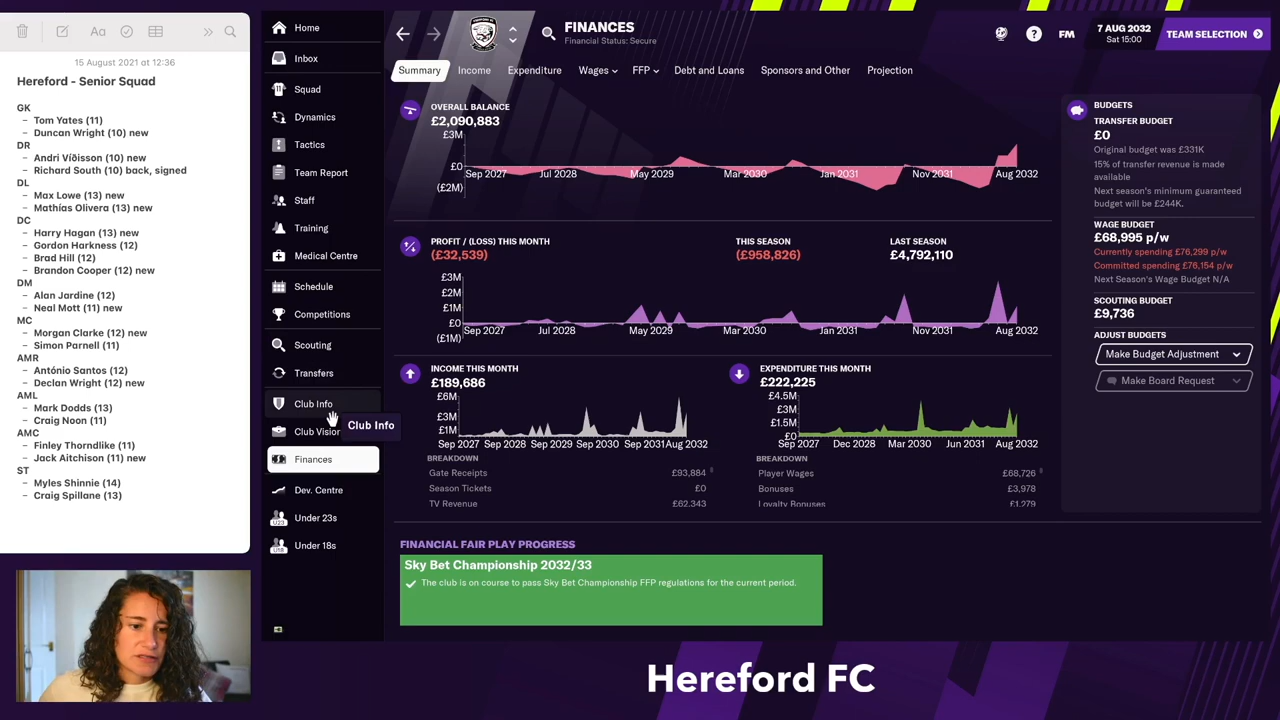 15 August 2021 at 12:36
Hereford - Senior Squad
GK
– Tom Yates (11)
– Duncan Wright (10) new
DR
– Andri Víðisson (10) new
– Richard South (10) back, signed
DL
– Max Lowe (13) new
– Mathías Olivera (13) new
DC
– Harry Hagan (13) new
– Gordon Harkness (12)
– Brad Hill (12)
– Brandon Cooper (12) new
DM
– Alan Jardine (12)
– Neal Mott (11) new
MC
– Morgan Clarke (12) new
– Simon Parnell (11)
AMR
– António Santos (12)
– Declan Wright (12) new
AML
– Mark Dodds (13)
– Craig Noon (11)
AMC
– Finley Thorndlike (11)
– Jack Aitchison (11) new
ST
– Myles Shinnie (14)
– Craig Spillane (13)
Home
Inbox
Squad
Dynamics
Tactics
Team Report
Staff
Training
Medical Centre
Schedule
Competitions
Scouting
Transfers
Club Info
Club Vision
Club Info
Finances
Dev. Centre
Under 23s
Under 18s
FINANCES
Financial Status: Secure
FM
7 AUG 2032
Sat 15:00
TEAM SELECTION
Summary Income Expenditure Wages FFP Debt and Loans Sponsors and Other Projection
OVERALL BALANCE
£2,090,883
£3M
£0
(£2M)
Sep 2027 Jul 2028 May 2029 Mar 2030 Jan 2031 Nov 2031 Aug 2032
PROFIT / (LOSS) THIS MONTH
(£32,539)
THIS SEASON
(£958,826)
LAST SEASON
£4,792,110
£3M
£2M
£1M
£0
(£1M)
Sep 2027 Jul 2028 May 2029 Mar 2030 Jan 2031 Nov 2031 Aug 2032
INCOME THIS MONTH
£189,686
£6M
£3M
£1M
£0
Sep 2027 Sep 2028 Sep 2029 Sep 2030 Sep 2031 Aug 2032
BREAKDOWN
Gate Receipts £93,884
Season Tickets £0
TV Revenue £62,343
EXPENDITURE THIS MONTH
£222,225
£4.5M
£3M
£1.5M
£0
Sep 2027 Dec 2028 Mar 2030 Jun 2031 Aug 2032
BREAKDOWN
Player Wages £68,726
Bonuses £3,978
Loyalty Bonuses £1,279
BUDGETS
TRANSFER BUDGET
£0
Original budget was £331K
15% of transfer revenue is made
available
Next season's minimum guaranteed
budget will be £244K.
WAGE BUDGET
£68,995 p/w
Currently spending £76,299 p/w
Committed spending £76,154 p/w
Next Season's Wage Budget N/A
SCOUTING BUDGET
£9,736
ADJUST BUDGETS
Make Budget Adjustment
Make Board Request
FINANCIAL FAIR PLAY PROGRESS
Sky Bet Championship 2032/33
The club is on course to pass Sky Bet Championship FFP regulations for the current period.
Hereford FC